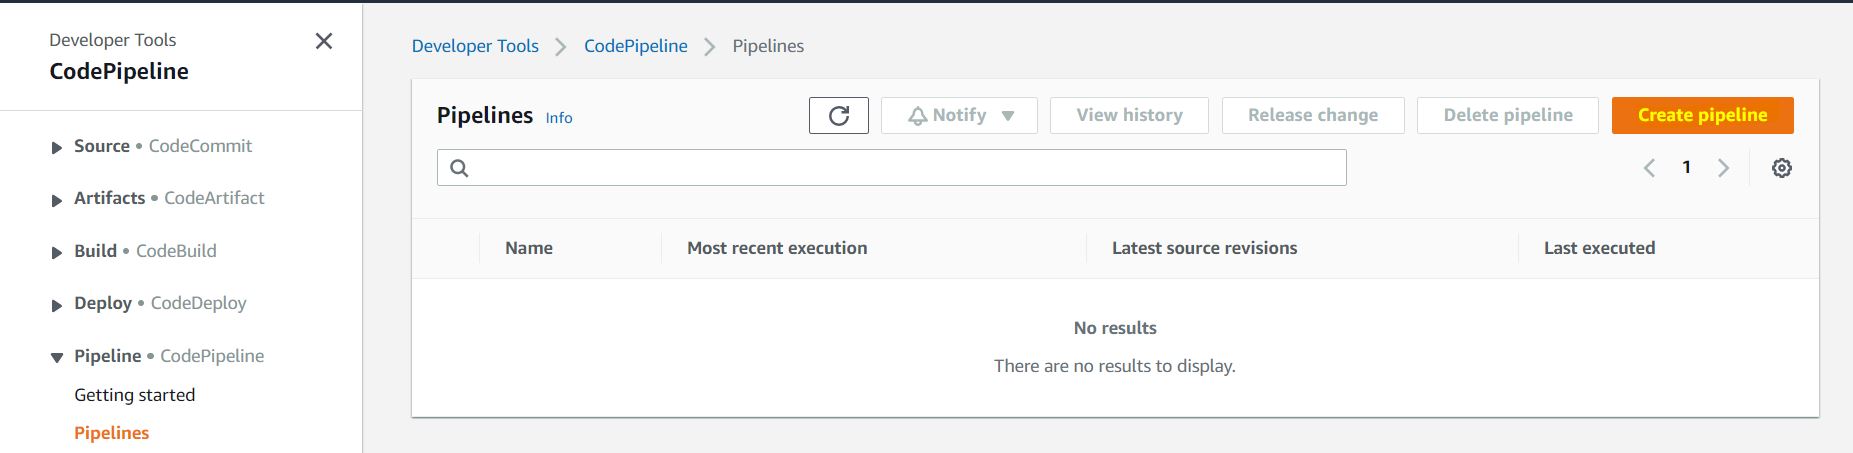 Developer Tools
CodePipeline
Source • CodeCommit
Artifacts • CodeArtifact
Build • CodeBuild
Deploy • CodeDeploy
Pipeline • CodePipeline
Getting started
Pipelines
Developer Tools > CodePipeline > Pipelines
Pipelines Info Notify View history Release change Delete pipeline Create pipeline
1
Name Most recent execution Latest source revisions Last executed
No results
There are no results to display.